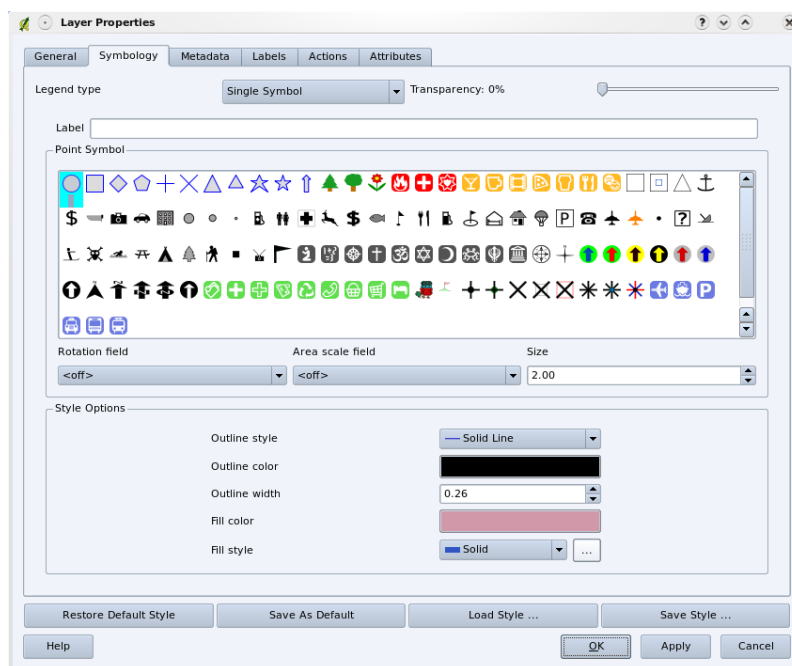 Layer Properties
General Symbology Metadata Labels Actions Attributes
Legend type Single Symbol Transparency: 0%
Label
Point Symbol
Rotation field Area scale field Size
<off> <off> 2.00
Style Options
Outline style Solid Line
Outline color
Outline width 0.26
Fill color
Fill style Solid ...
Restore Default Style Save As Default Load Style ... Save Style ...
Help OK Apply Cancel